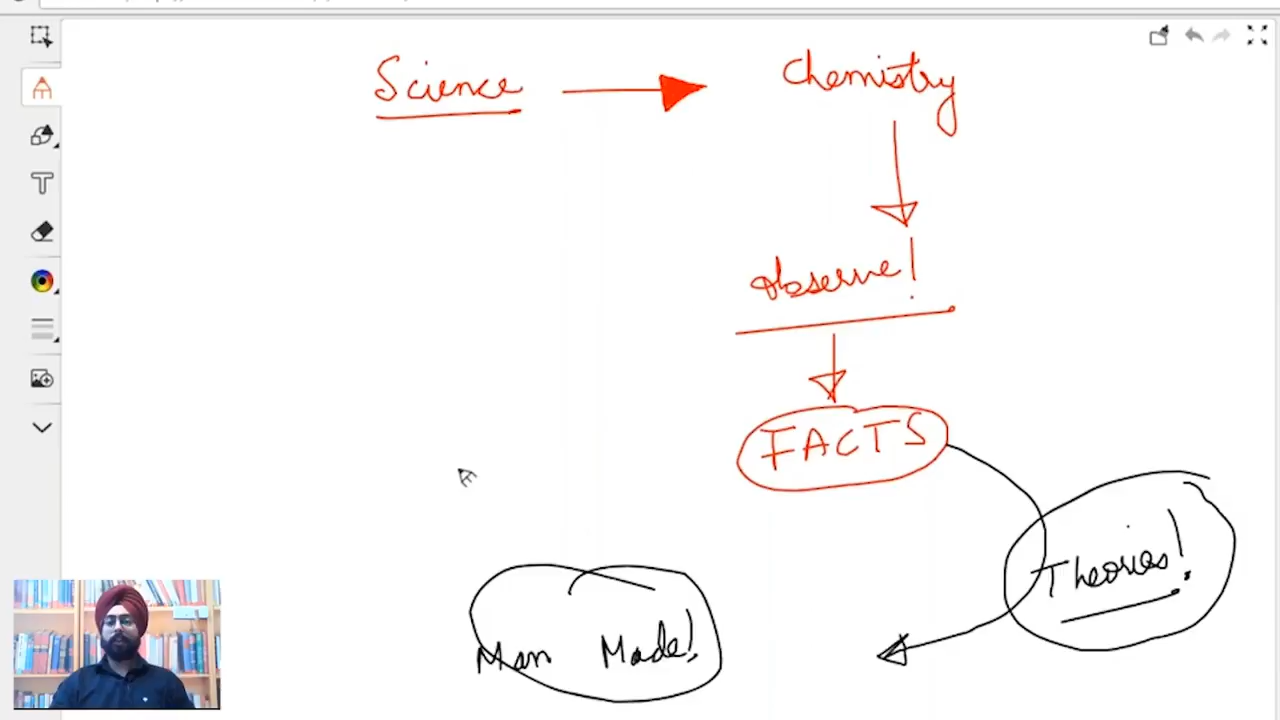 Science
Chemistry
Observe!
FACTS
Theories!
Man Made!